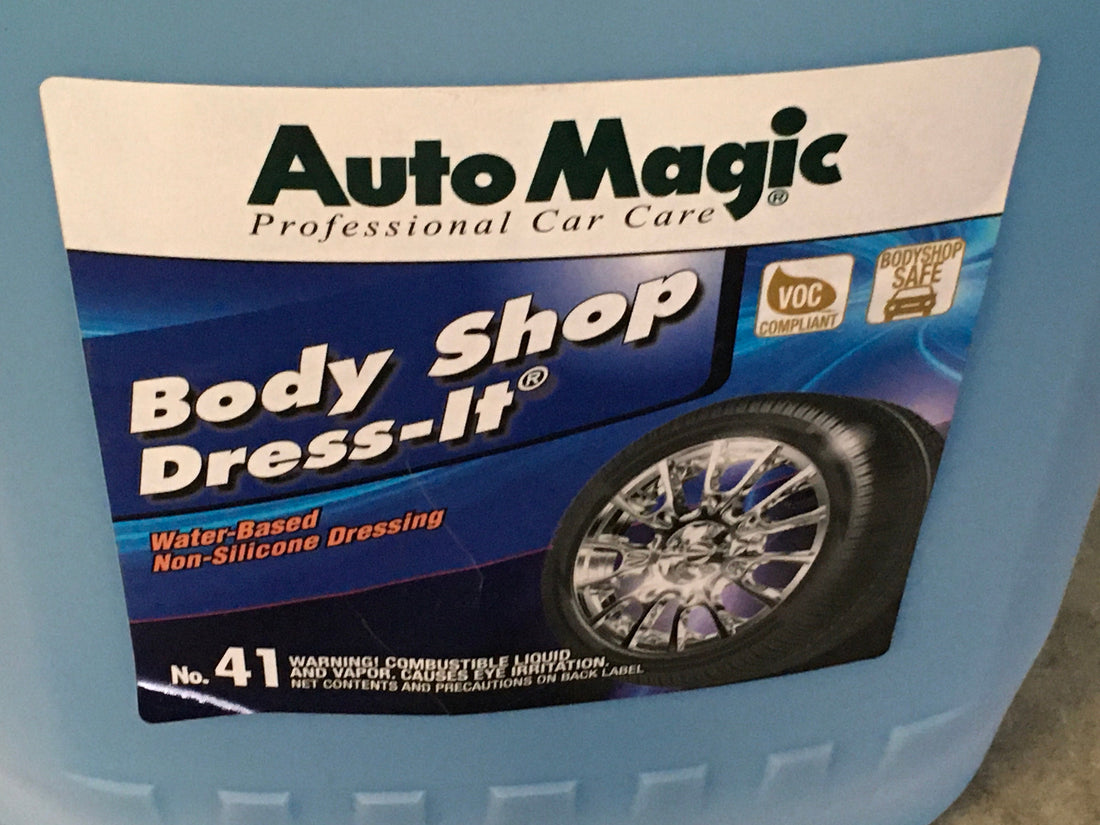 Auto Magic®
Professional Car Care
VOC
COMPLIANT
BODYSHOP
SAFE
Body Shop
Dress-It®
Water-Based
Non-Silicone Dressing
No. 41
WARNING! COMBUSTIBLE LIQUID
AND VAPOR. CAUSES EYE IRRITATION.
NET CONTENTS AND PRECAUTIONS ON BACK LABEL